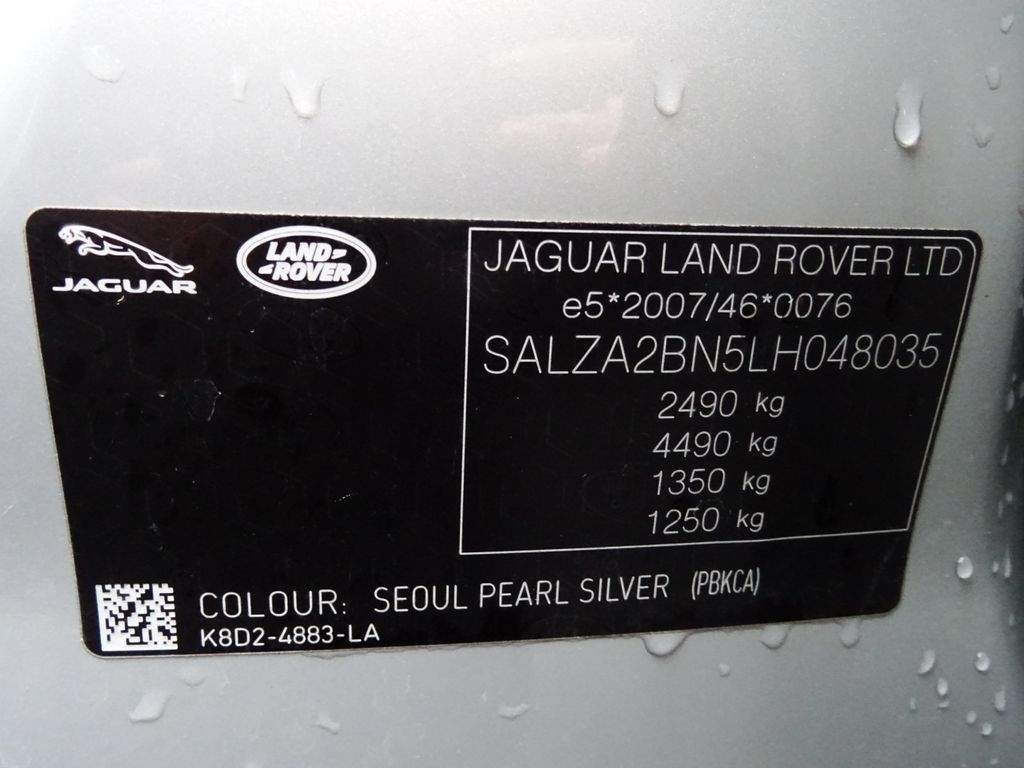 JAGUAR
LAND
ROVER
JAGUAR LAND ROVER LTD
e5*2007/46*0076
SALZA2BN5LH048035
2490 kg
4490 kg
1350 kg
1250 kg
COLOUR: SEOUL PEARL SILVER (PBKCA)
K8D2-4883-LA